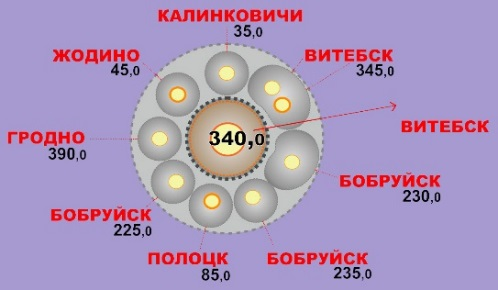 КАЛИНКОВИЧИ
35,0
ЖОДИНО
45,0
ВИТЕБСК
345,0
ВИТЕБСК
ГРОДНО
390,0
340,0
БОБРУЙСК
230,0
БОБРУЙСК
225,0
ПОЛОЦК
85,0
БОБРУЙСК
235,0